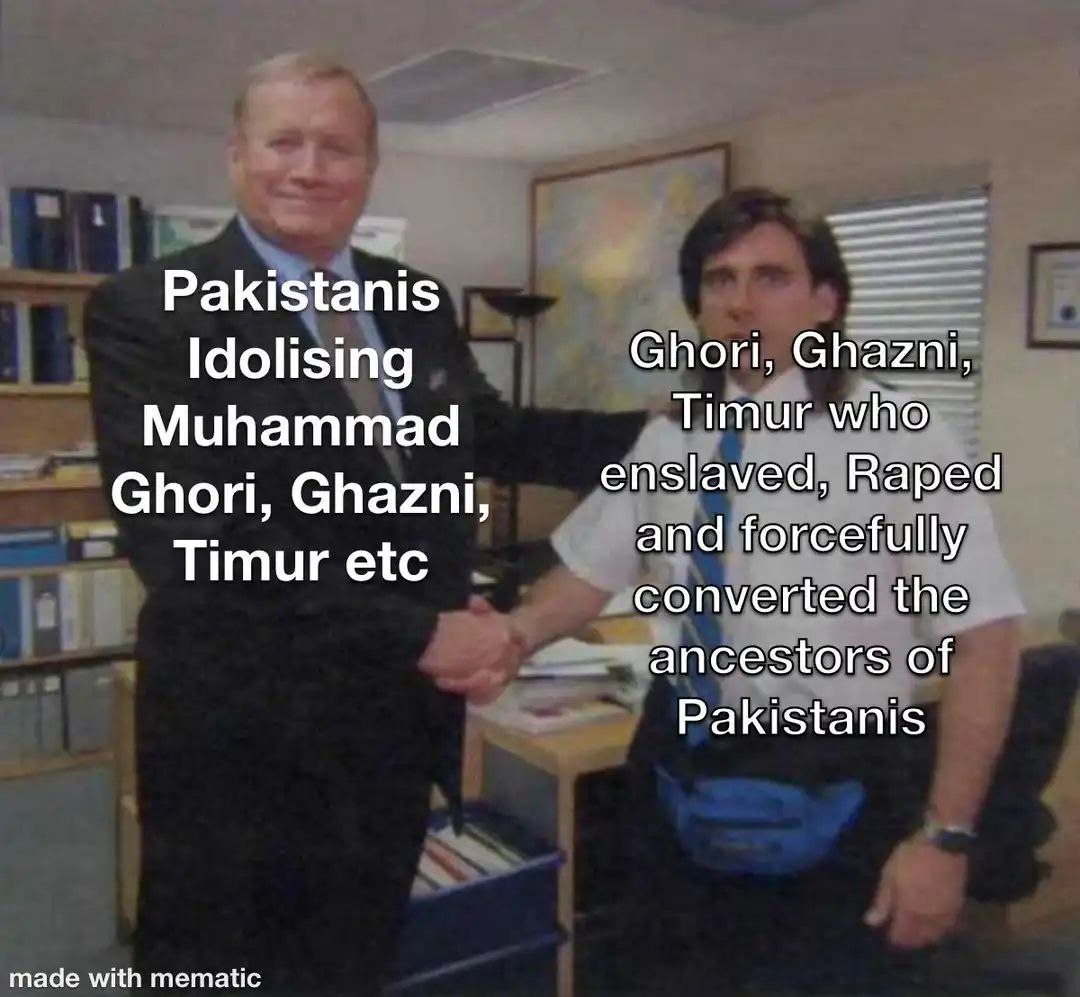 Pakistanis
Idolising
Muhammad
Ghori, Ghazni,
Timur etc
Ghori, Ghazni,
Timur who
enslaved, Raped
and forcefully
converted the
ancestors of
Pakistanis
made with mematic